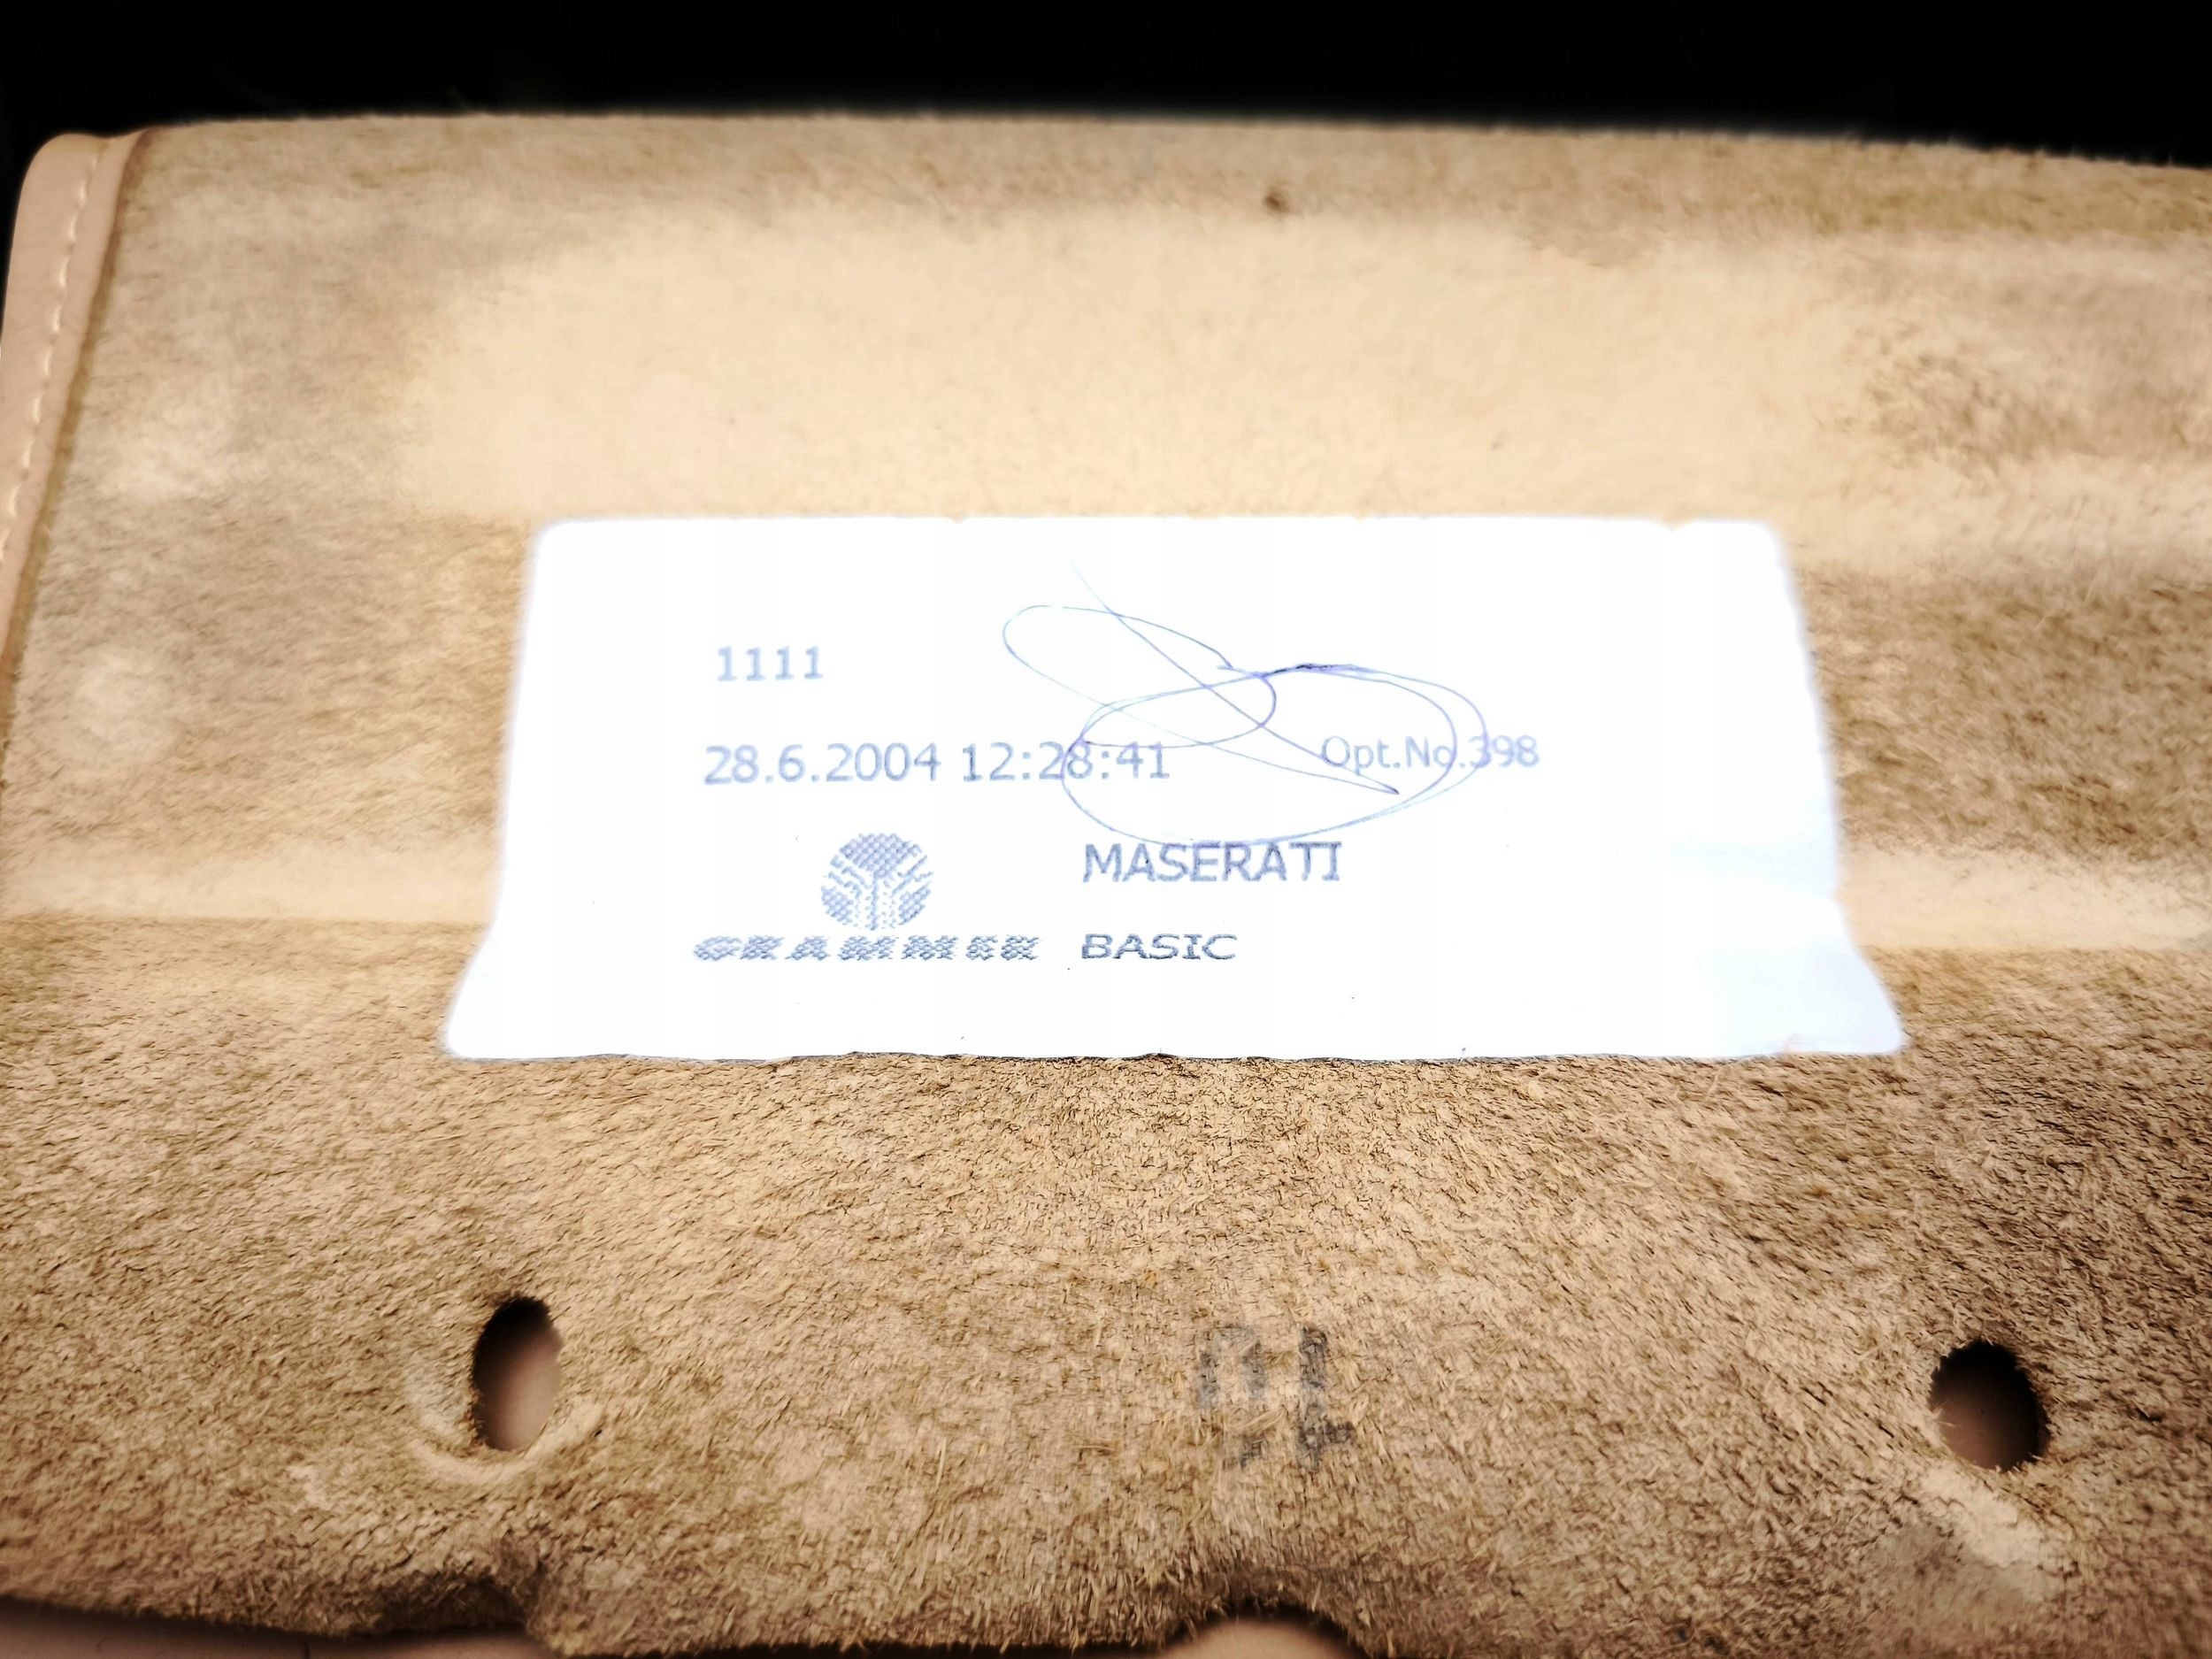 1111
28.6.2004 12:28:41 Opt.No.398
MASERATI
GRAMMER BASIC